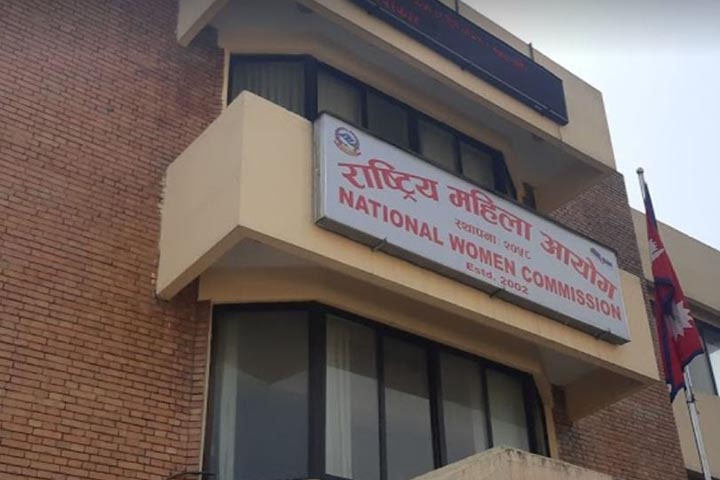 राष्ट्रिय महिला आयोग
स्थापना: २०५८
NATIONAL WOMEN COMMISSION
Estd. 2002